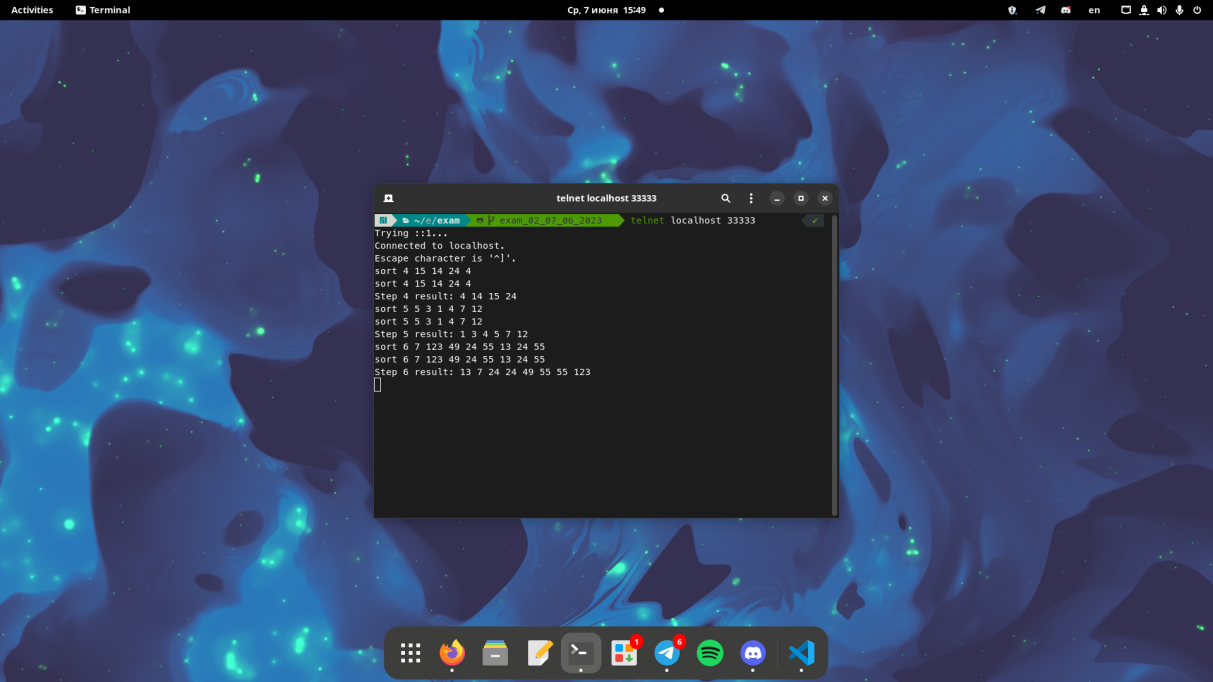 Activities
Terminal
Ср, 7 июня 15:49
en
telnet localhost 33333
~/e/exam exam_02_07_06_2023 telnet localhost 33333
Trying ::1...
Connected to localhost.
Escape character is '^]'.
sort 4 15 14 24 4
sort 4 15 14 24 4
Step 4 result: 4 14 15 24
sort 5 5 3 1 4 7 12
sort 5 5 3 1 4 7 12
Step 5 result: 1 3 4 5 7 12
sort 6 7 123 49 24 55 13 24 55
sort 6 7 123 49 24 55 13 24 55
Step 6 result: 13 7 24 24 49 55 55 123
1
6